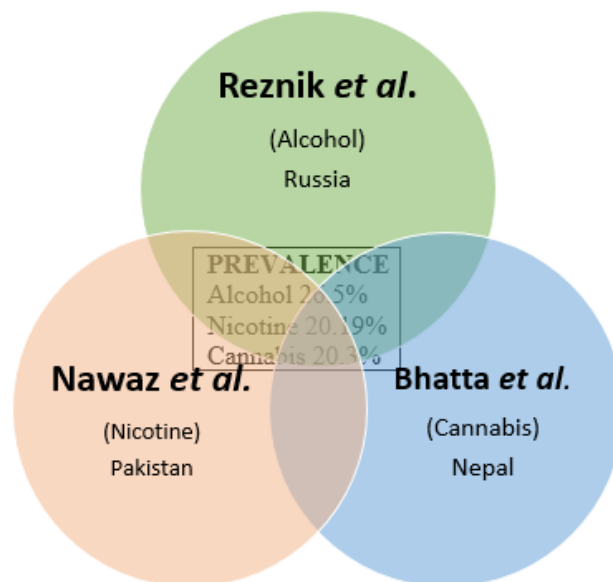 Reznik et al.
(Alcohol)
Russia
PREVALENCE
Alcohol 26.5%
Nicotine 20.19%
Cannabis 20.3%
Nawaz et al.
(Nicotine)
Pakistan
Bhatta et al.
(Cannabis)
Nepal